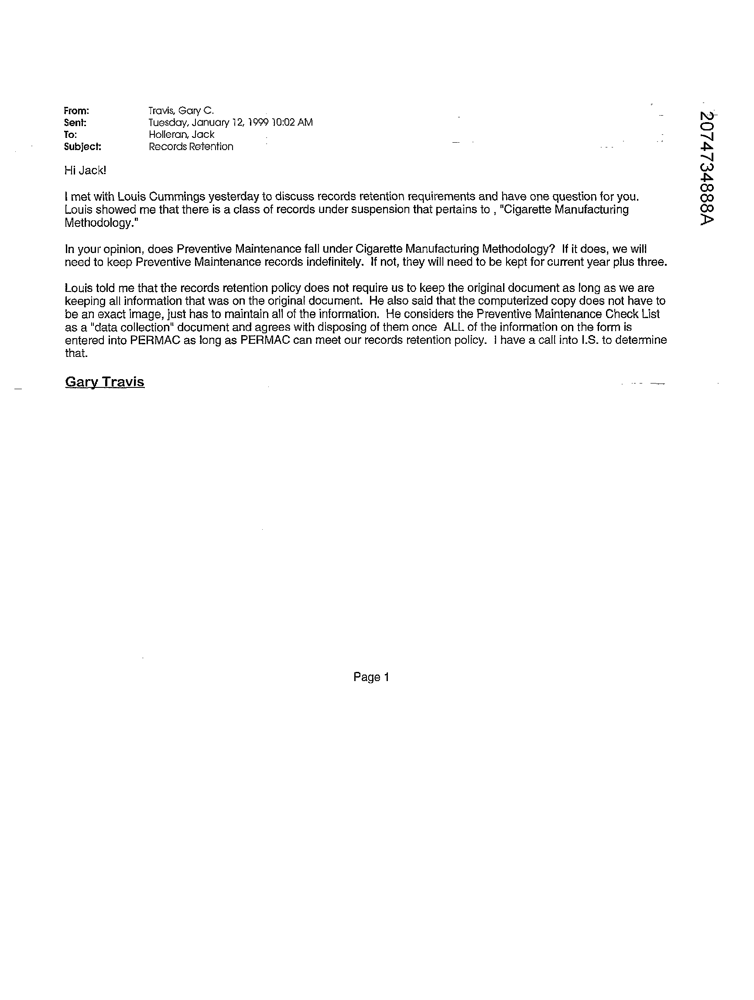 From: Travis, Gary C.
Sent: Tuesday, January 12, 1999 10:02 AM
To: Holleran, Jack
Subject: Records Retention
Hi Jack!
I met with Louis Cummings yesterday to discuss records retention requirements and have one question for you.
Louis showed me that there is a class of records under suspension that pertains to , "Cigarette Manufacturing
Methodology."
In your opinion, does Preventive Maintenance fall under Cigarette Manufacturing Methodology? If it does, we will
need to keep Preventive Maintenance records indefinitely. If not, they will need to be kept for current year plus three.
Louis told me that the records retention policy does not require us to keep the original document as long as we are
keeping all information that was on the original document. He also said that the computerized copy does not have to
be an exact image, just has to maintain all of the information. He considers the Preventive Maintenance Check List
as a "data collection" document and agrees with disposing of them once ALL of the information on the form is
entered into PERMAC as long as PERMAC can meet our records retention policy. I have a call into I.S. to determine
that.
Gary Travis
Page 1
2074734888A